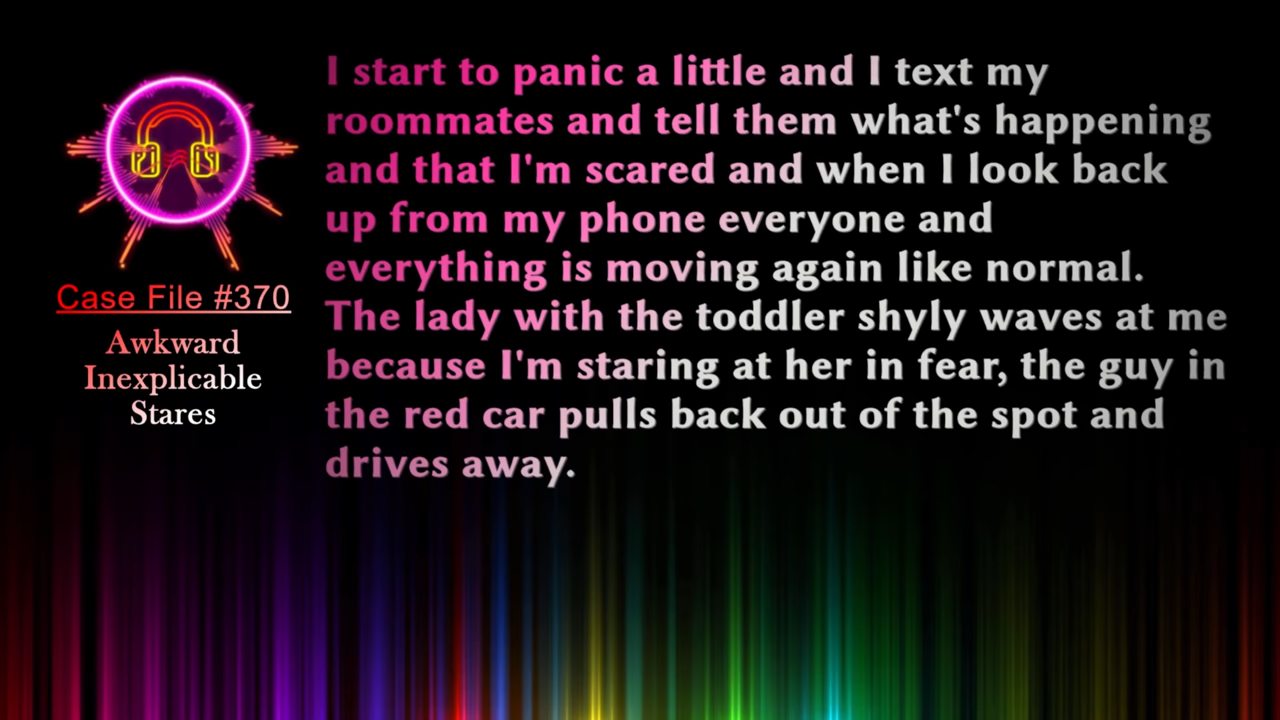 Case File #370
Awkward
Inexplicable
Stares
I start to panic a little and I text my
roommates and tell them what's happening
and that I'm scared and when I look back
up from my phone everyone and
everything is moving again like normal.
The lady with the toddler shyly waves at me
because I'm staring at her in fear, the guy in
the red car pulls back out of the spot and
drives away.